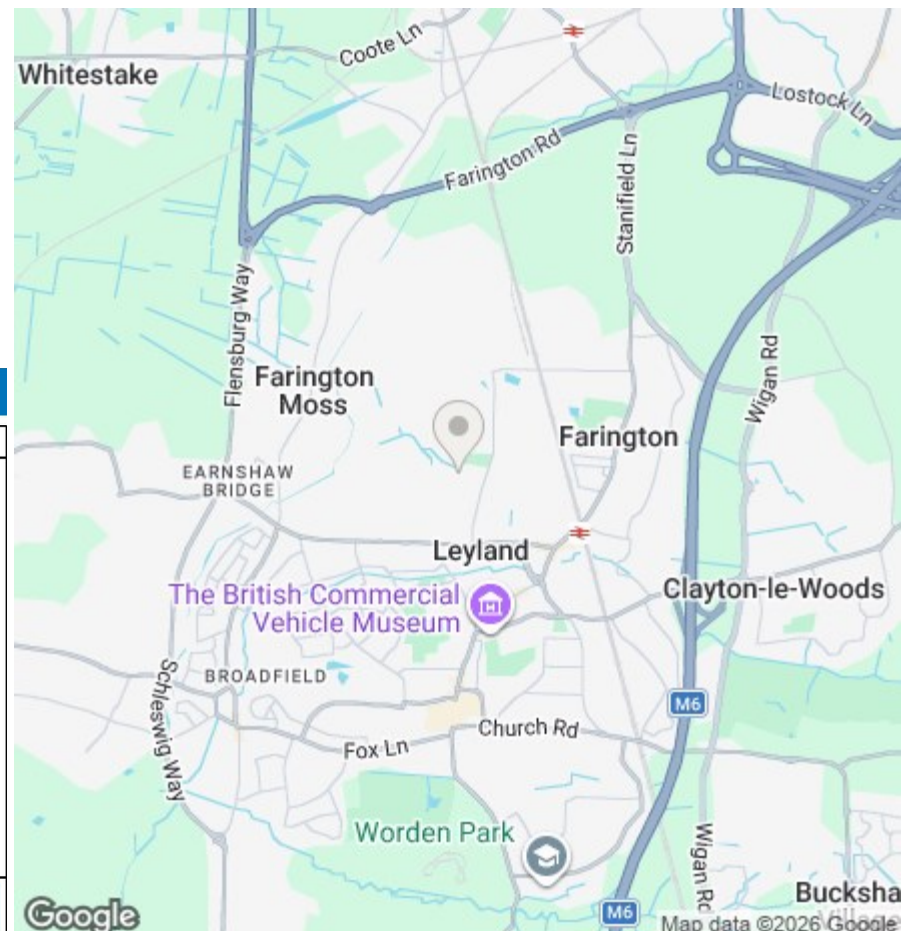 Coote Ln
Whitestake
Lostock Ln
Farington Rd
Stanifield Ln
Flensburg Way
Wigan Rd
Farington
Moss
Farington
EARNSHAW
BRIDGE
Leyland
The British Commercial
Vehicle Museum
Clayton-le-Woods
BROADFIELD
Schleswig Way
M6
Church Rd
Fox Ln
Worden Park
Wigan Rd
Bucksha
Village
M6
Google
Map data ©2026 Google